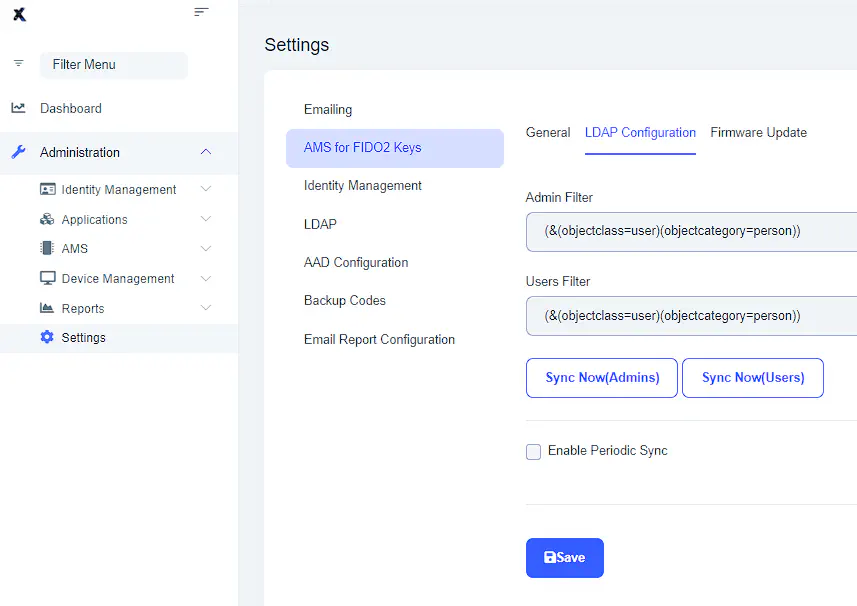 X
Filter Menu
Dashboard
Administration
Identity Management
Applications
AMS
Device Management
Reports
Settings
Settings
Emailing
AMS for FIDO2 Keys
Identity Management
LDAP
AAD Configuration
Backup Codes
Email Report Configuration
General LDAP Configuration Firmware Update
Admin Filter
(&(objectclass=user)(objectcategory=person))
Users Filter
(&(objectclass=user)(objectcategory=person))
Sync Now(Admins) Sync Now(Users)
Enable Periodic Sync
Save